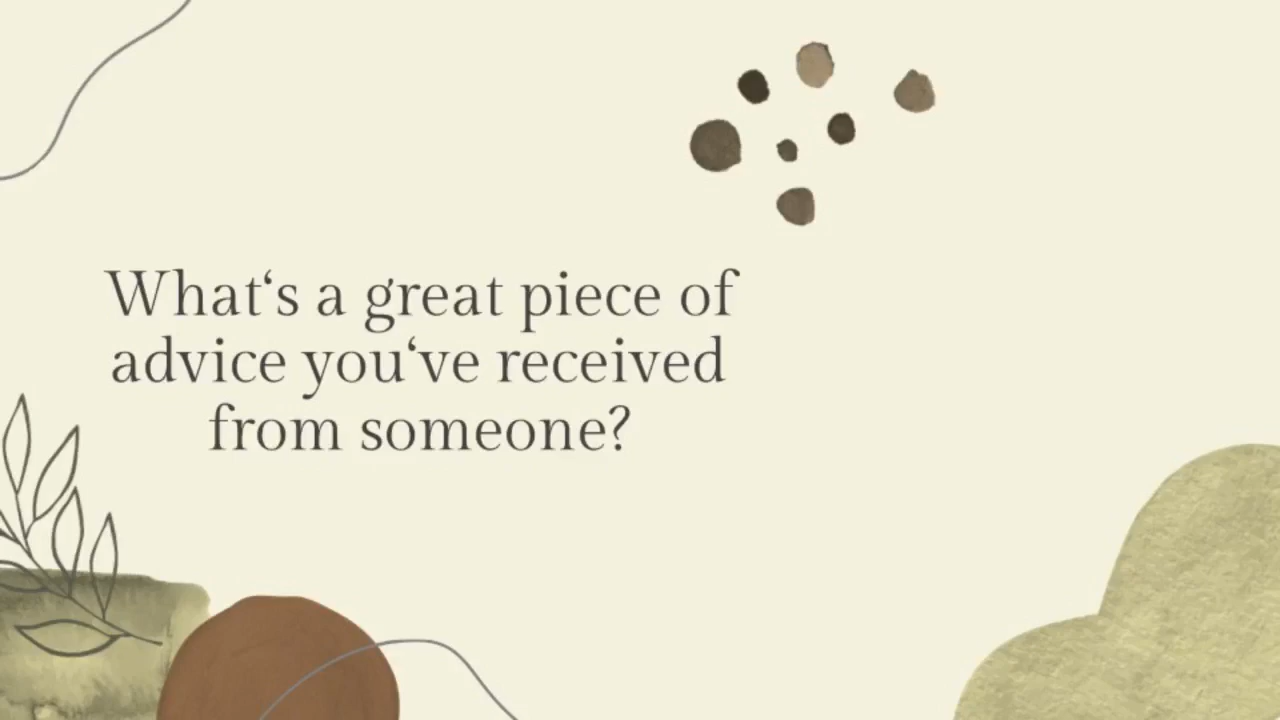 What‘s a great piece of
advice you‘ve received
from someone?